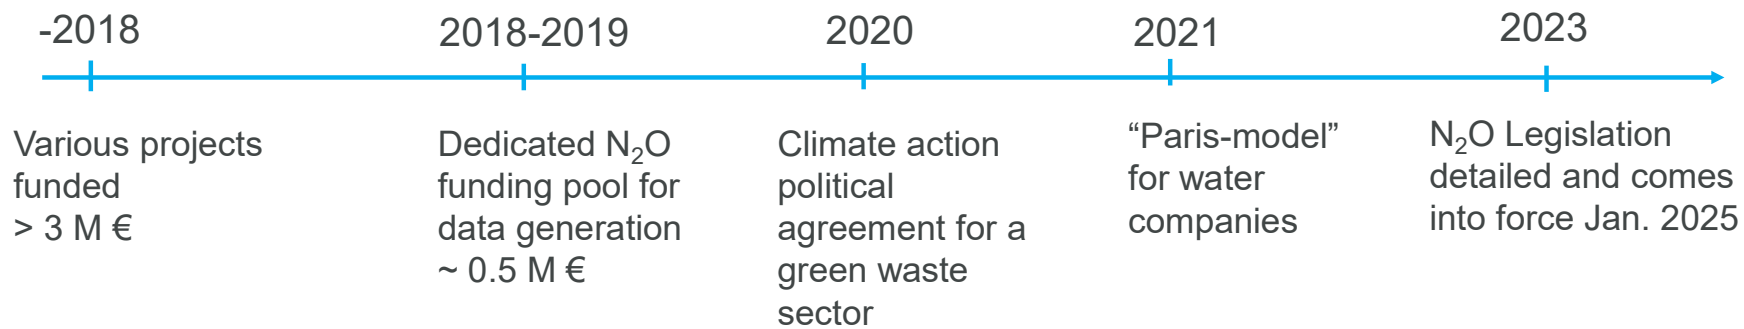 -2018
Various projects
funded
> 3 M €
2018-2019
Dedicated N₂O
funding pool for
data generation
~ 0.5 M €
2020
Climate action
political
agreement for a
green waste
sector
2021
“Paris-model”
for water
companies
2023
N₂O Legislation
detailed and comes
into force Jan. 2025